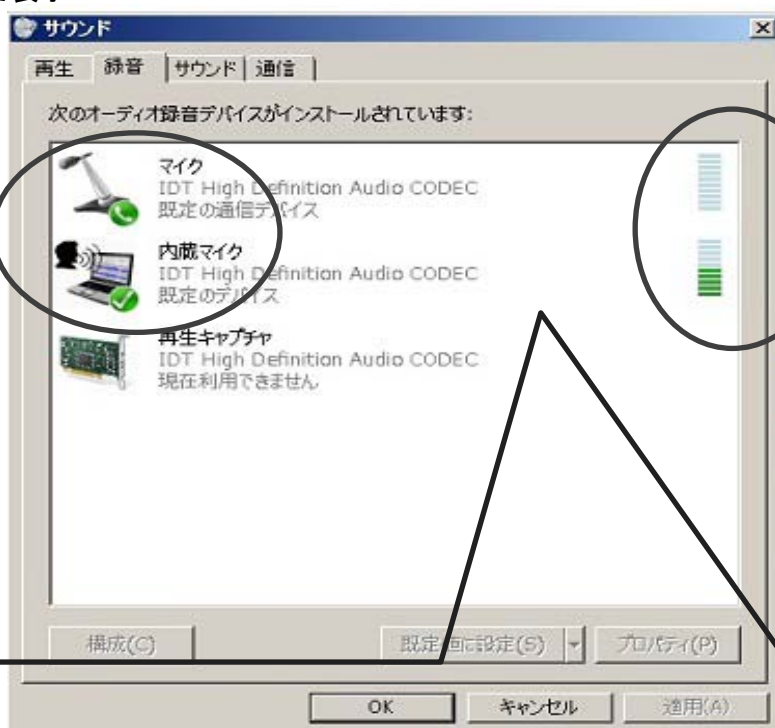 サウンド
再生 録音 サウンド 通信
次のオーディオ録音デバイスがインストールされています:
マイク
IDT High Definition Audio CODEC
既定の通信デバイス
内蔵マイク
IDT High Definition Audio CODEC
既定のデバイス
再生キャプチャ
IDT High Definition Audio CODEC
現在利用できません
構成(C) 既定値に設定(S) プロパティ(P)
OK キャンセル 適用(A)